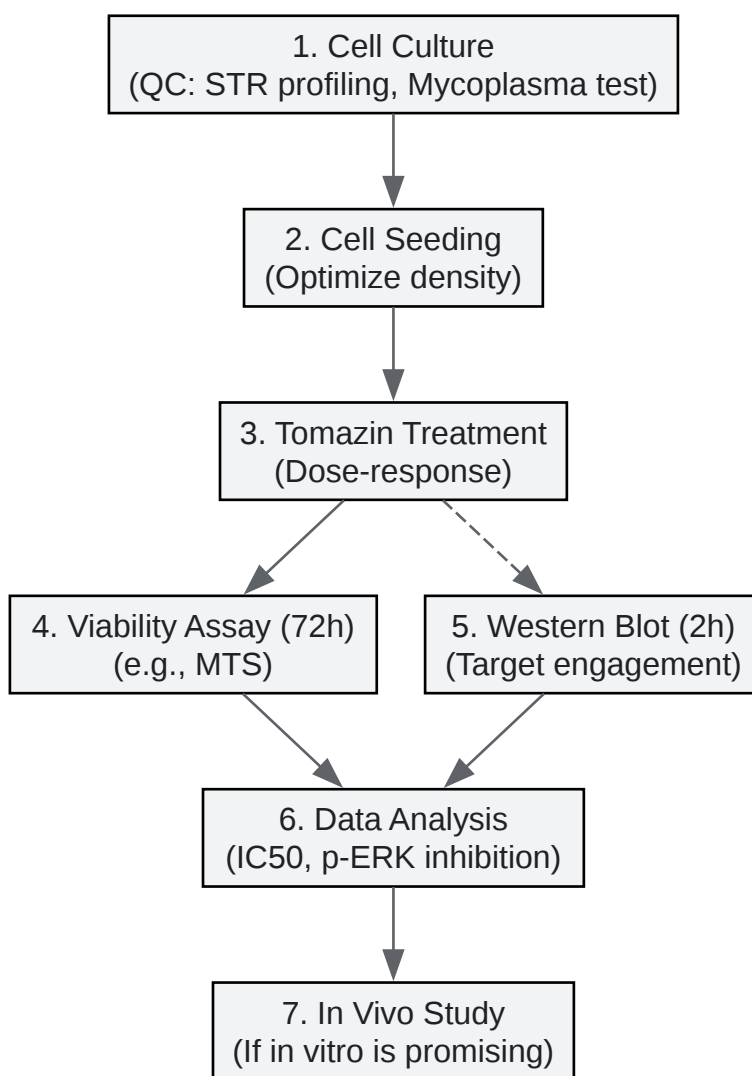 1. Cell Culture
(QC: STR profiling, Mycoplasma test)
2. Cell Seeding
(Optimize density)
3. Tomazin Treatment
(Dose-response)
4. Viability Assay (72h)
(e.g., MTS)
5. Western Blot (2h)
(Target engagement)
6. Data Analysis
(IC50, p-ERK inhibition)
7. In Vivo Study
(If in vitro is promising)